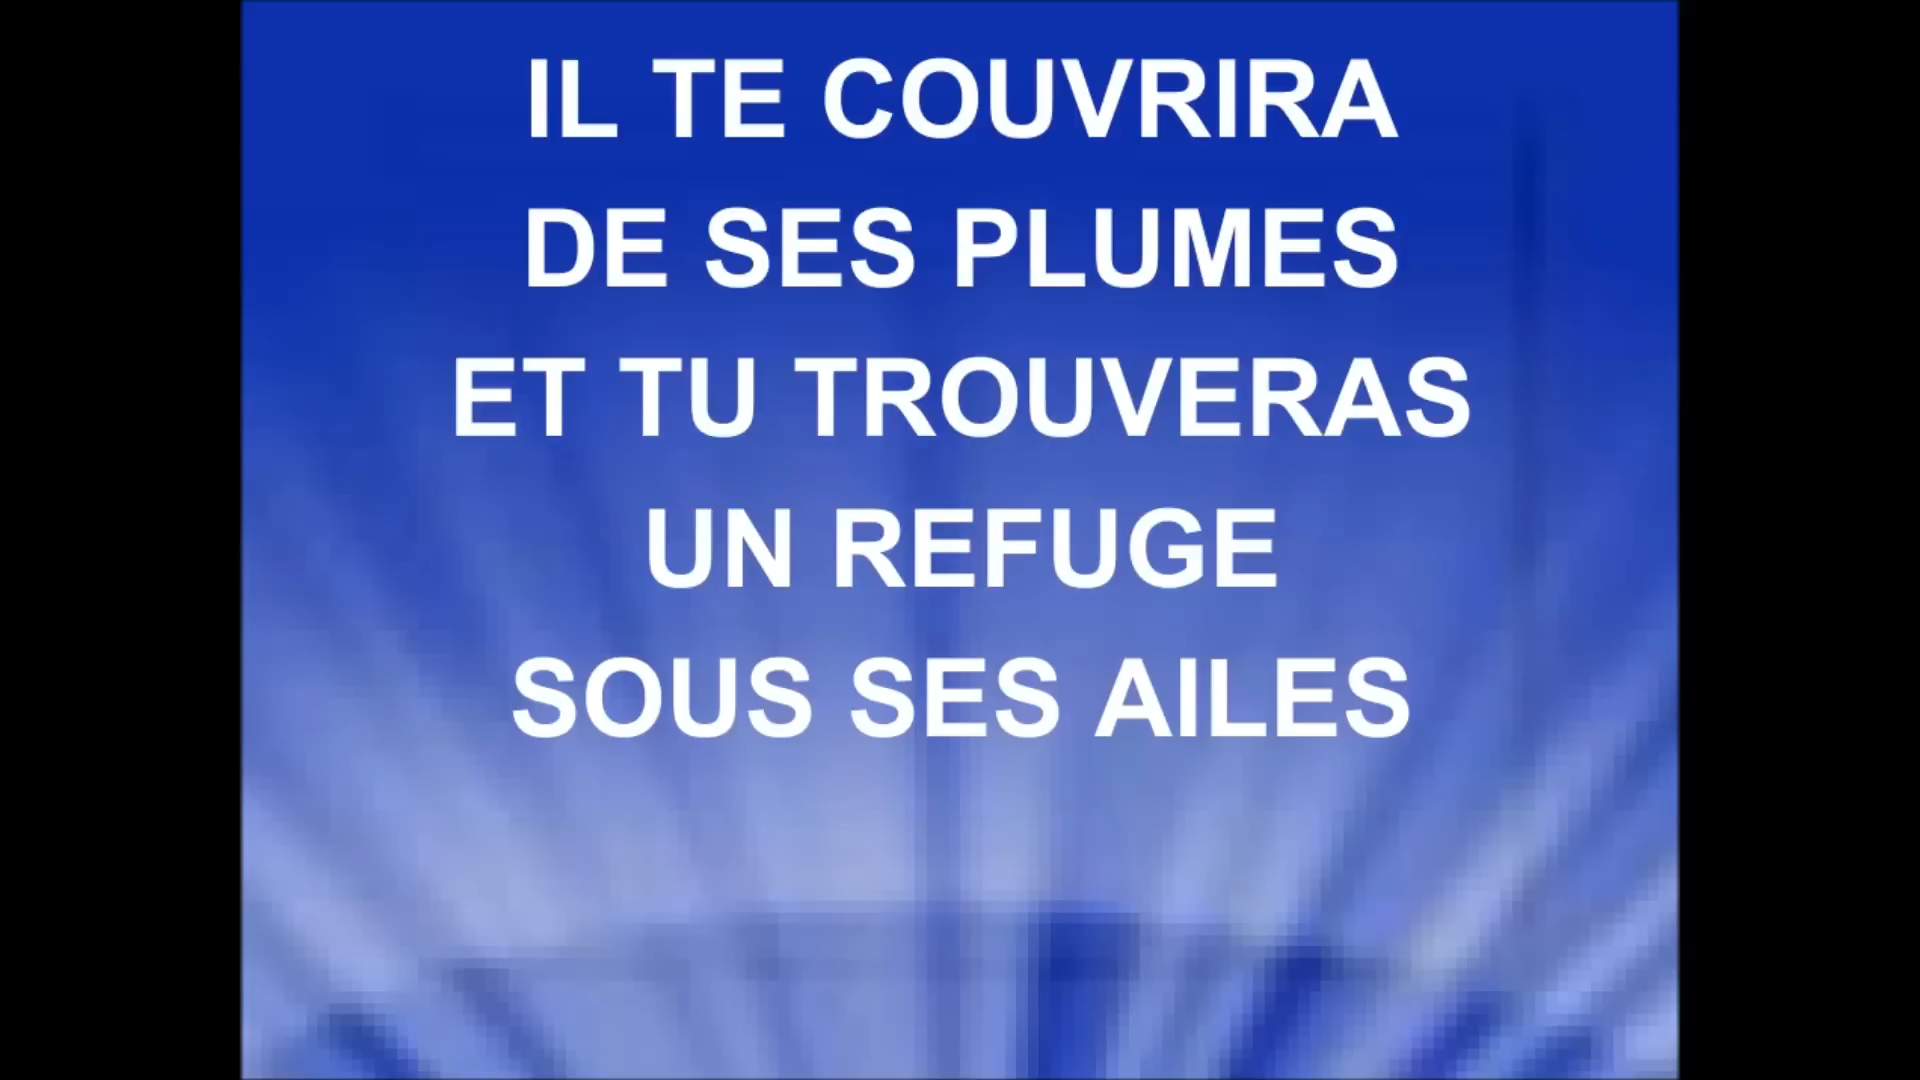 IL TE COUVRIRA
DE SES PLUMES
ET TU TROUVERAS
UN REFUGE
SOUS SES AILES